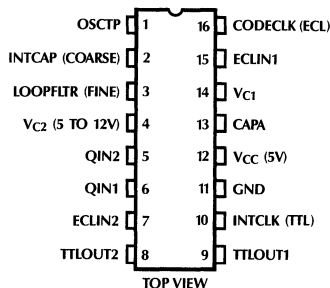 OSCTP 1 16 CODECLK (ECL)
INTCAP (COARSE) 2 15 ECLIN1
LOOPFLTR (FINE) 3 14 VC1
VC2 (5 TO 12V) 4 13 CAPA
QIN2 5 12 VCC (5V)
QIN1 6 11 GND
ECLIN2 7 10 INTCLK (TTL)
TTLOUT2 8 9 TTLOUT1
TOP VIEW